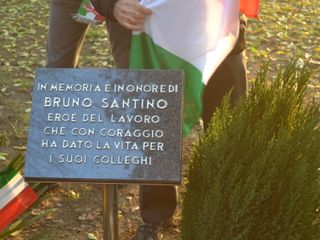 IN MEMORIA E IN ONORE DI
BRUNO SANTINO
EROE DEL LAVORO
CHE CON CORAGGIO
HA DATO LA VITA PER
I SUOI COLLEGHI